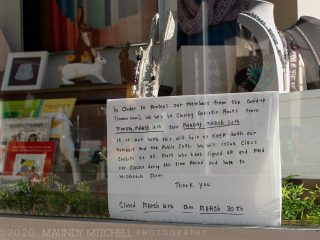 In Order to Protect our Members from the Covid-19
(Corona virus), We will be Closing Artistic Roots from
Monday, March 16th thru Monday, March 30th
It is our hope this will help to keep both our
Members and the Public Safe. We will issue Class
Credits to all those who have signed up and Paid
for Classes during this time Period and hope to
re-schedule them.
Thank you
Closed March 16th thru March 30th
©2020 MAUNDY MITCHELL PHOTOGRAPHY